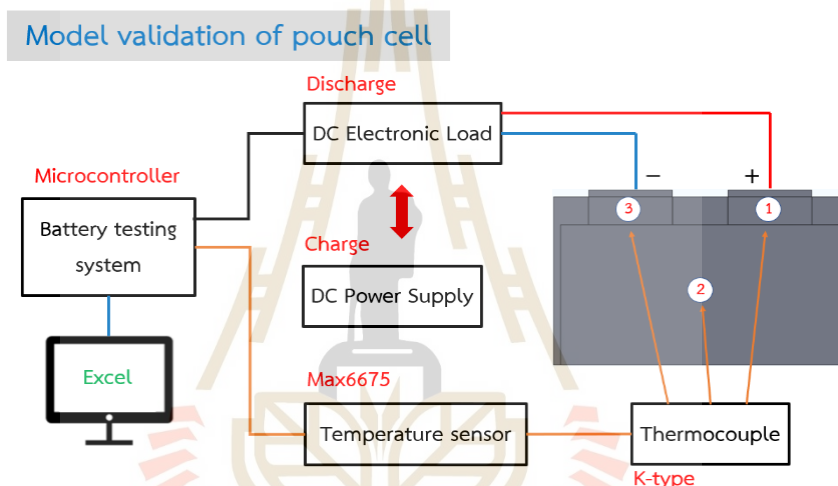 Model validation of pouch cell
Discharge
DC Electronic Load
Microcontroller
Battery testing
system
− +
3 1
Charge
DC Power Supply
2
Excel
Max6675
Temperature sensor
Thermocouple
K-type